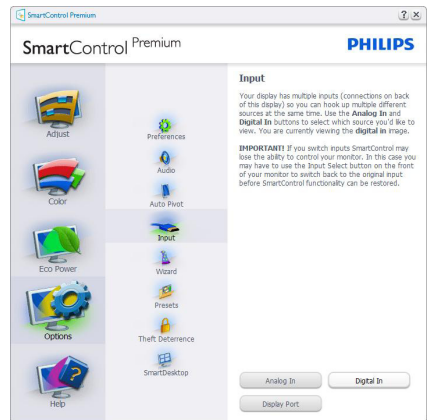 SmartControl Premium
SmartControl Premium
PHILIPS
Adjust
Color
Eco Power
Options
Help
Preferences
Audio
Auto Pivot
Input
Wizard
Presets
Theft Deterrence
SmartDesktop
Input
Your display has multiple inputs (connections on back
of this display) so you can hook up multiple different
sources at the same time. Use the Analog In and
Digital In buttons to select which source you'd like to
view. You are currently viewing the digital in image.
IMPORTANT! If you switch inputs SmartControl may
lose the ability to control your monitor. In this case you
may have to use the Input Select button on the front
of your monitor to switch back to the original input
before SmartControl functionality can be restored.
Analog In
Digital In
Display Port